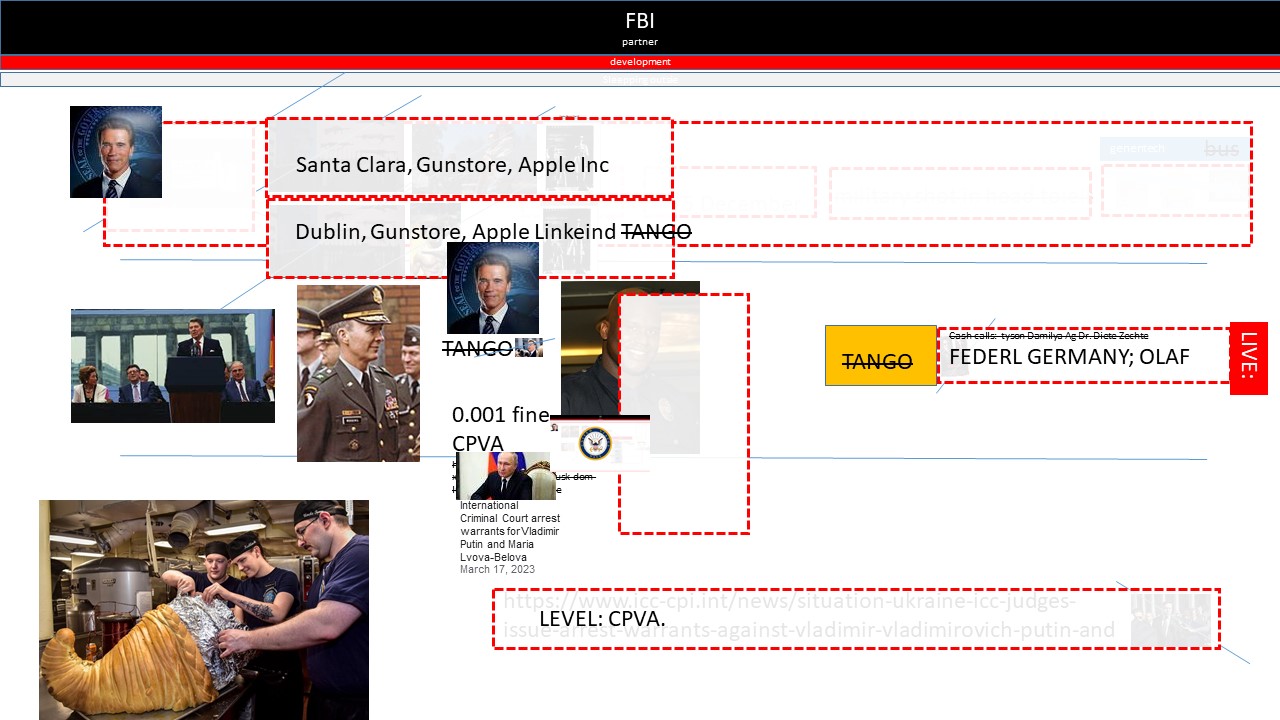 FBI
partner
development
genentech
bus
Santa Clara, Gunstore, Apple Inc
Dublin, Gunstore, Apple Linkeind TANGO
TANGO
TANGO
Cash calls: tyson Damilya Ag Dr. Diete Zechte
FEDERL GERMANY; OLAF
LIVE:
0.001 fine
CPVA
usk dom
International
Criminal Court arrest
warrants for Vladimir
Putin and Maria
Lvova-Belova
March 17, 2023
https://www.icc-cpi.int/news/situation-ukraine-icc-judges-
LEVEL: CPVA.
issue-arrest-warrants-against-vladimir-vladimirovich-putin-and